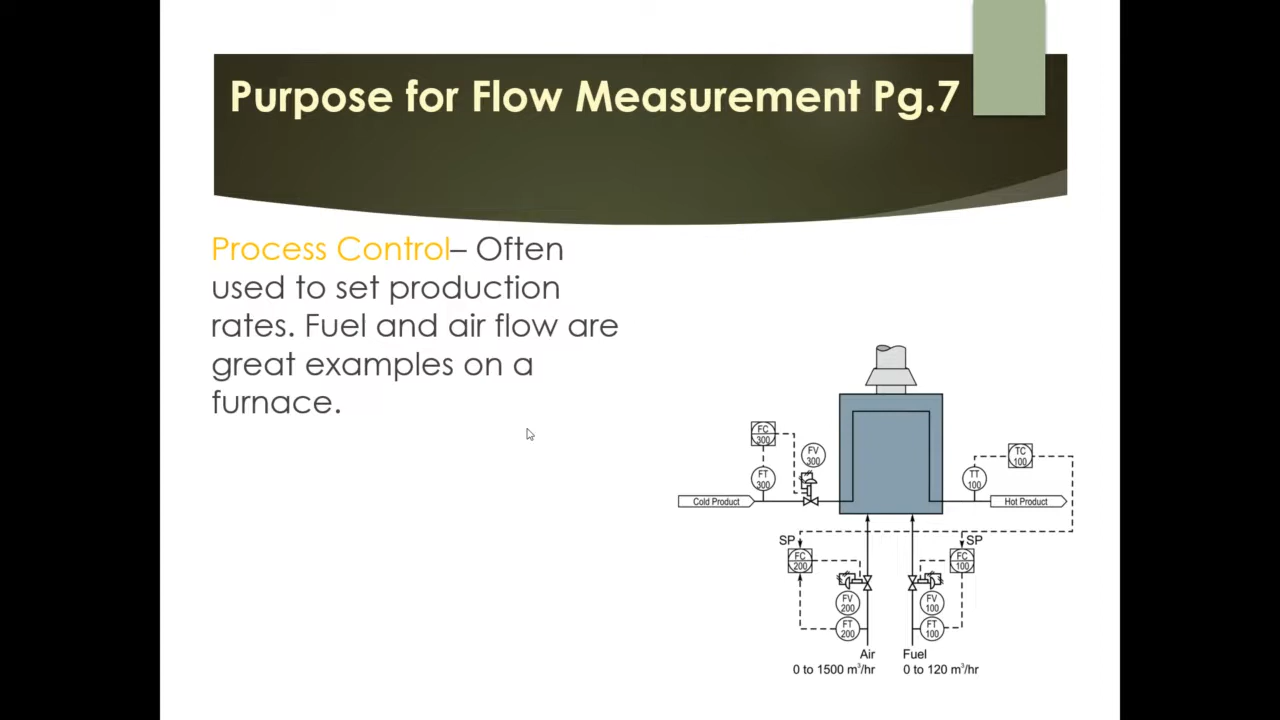 Purpose for Flow Measurement Pg.7
Process Control– Often
used to set production
rates. Fuel and air flow are
great examples on a
furnace.
FC
300
FV
300
FT
300
TC
100
TT
100
Cold Product
Hot Product
SP
SP
FC
200
FC
100
FV
200
FV
100
FT
200
FT
100
Air
Fuel
0 to 1500 m³/hr
0 to 120 m³/hr